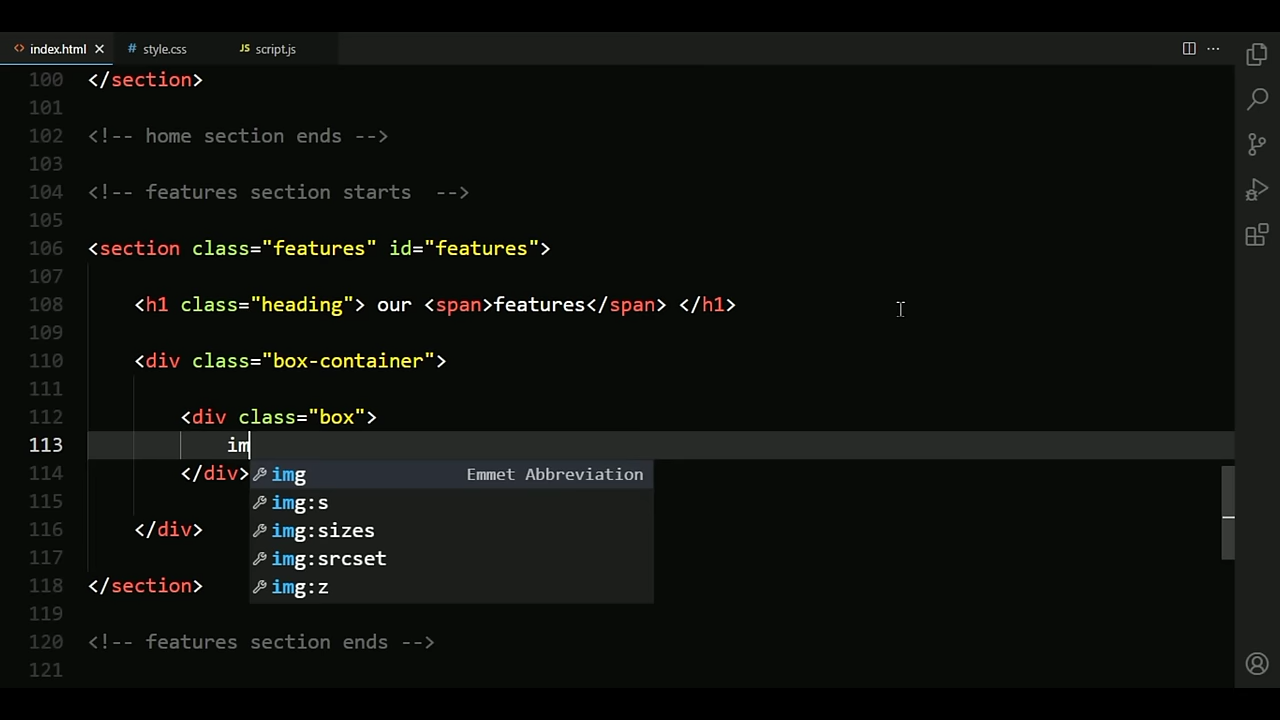 index.html style.css JS script.js
100 </section>
101
102 <!-- home section ends -->
103
104 <!-- features section starts  -->
105
106 <section class="features" id="features">
107
108     <h1 class="heading"> our <span>features</span> </h1>
109
110     <div class="box-container">
111
112         <div class="box">
113             im
114         </div>
img Emmet Abbreviation
115
img:s
116     </div>
img:sizes
117
img:srcset
118 </section>
img:z
119
120 <!-- features section ends -->
121